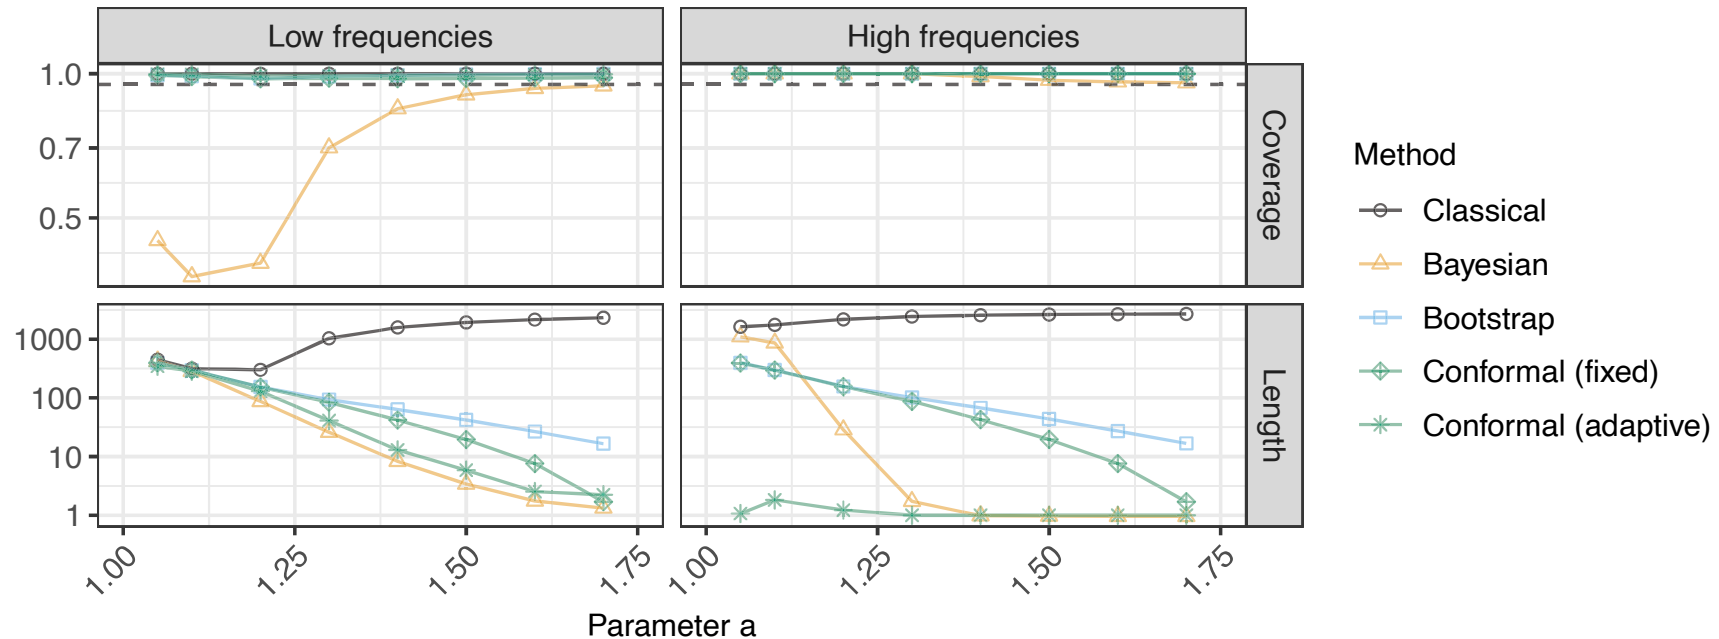 Low frequencies
High frequencies
1.0
0.7
0.5
Coverage
1000
100
10
1
Length
1.00
1.25
1.50
1.75
1.00
1.25
1.50
1.75
Parameter a
Method
Classical
Bayesian
Bootstrap
Conformal (fixed)
Conformal (adaptive)